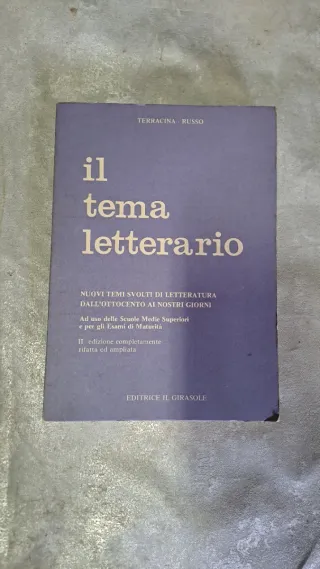 TERRACINA - RUSSO
il
tema
letterario
NUOVI TEMI SVOLTI DI LETTERATURA
DALL'OTTOCENTO AI NOSTRI GIORNI
Ad uso delle Scuole Medie Superiori
e per gli Esami di Maturità
II edizione completamente
rifatta ed ampliata
EDITRICE IL GIRASOLE